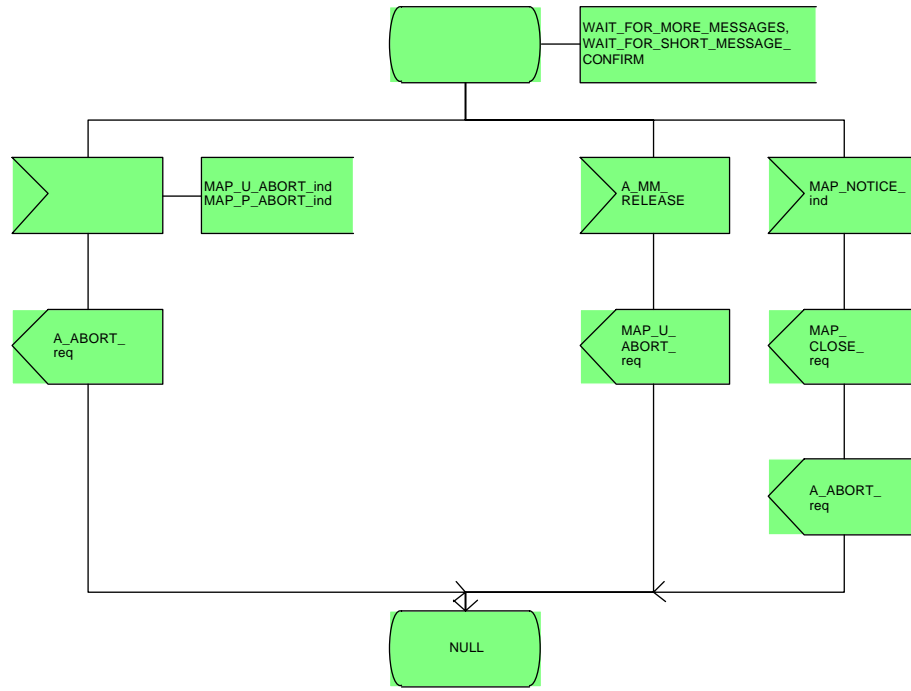 WAIT_FOR_MORE_MESSAGES,
WAIT_FOR_SHORT_MESSAGE_
CONFIRM
MAP_U_ABORT_ind
MAP_P_ABORT_ind
A_MM_
RELEASE
MAP_NOTICE_
ind
A_ABORT_
req
MAP_U_
ABORT_
req
MAP_
CLOSE_
req
A_ABORT_
req
NULL